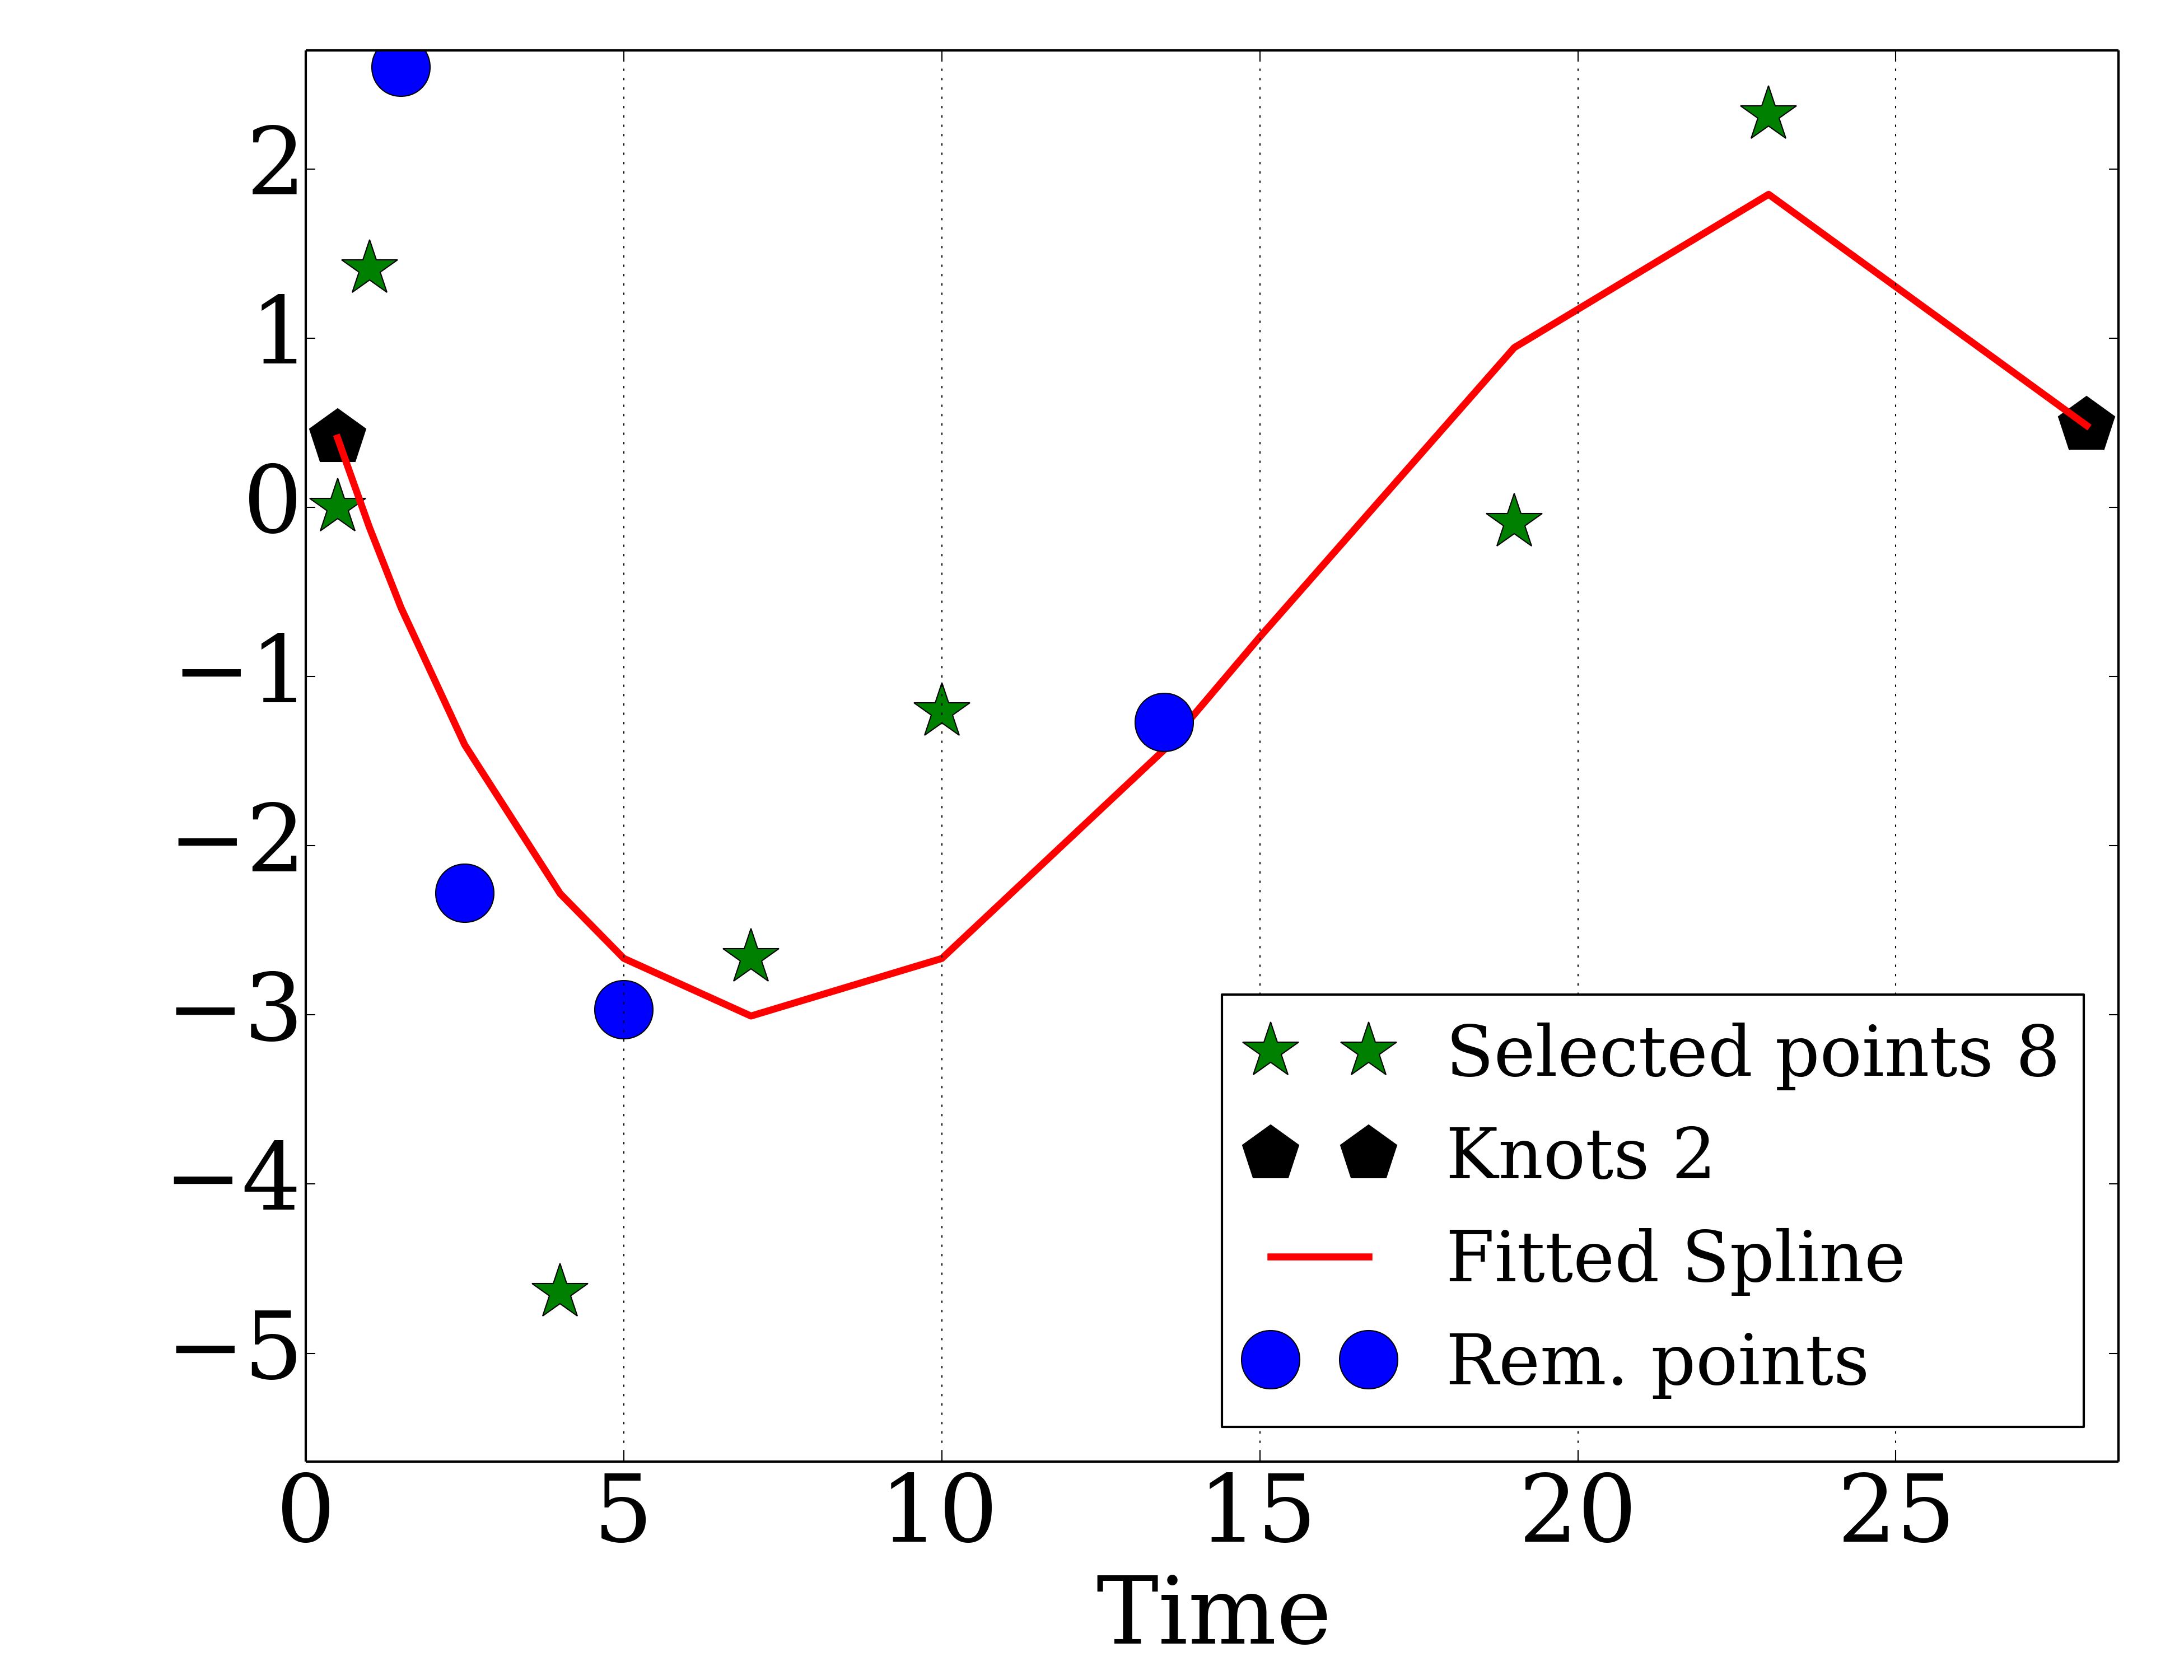 2
1
0
−1
−2
−3
−4
−5
Selected points 8
Knots 2
Fitted Spline
Rem. points
0 5 10 15 20 25
Time